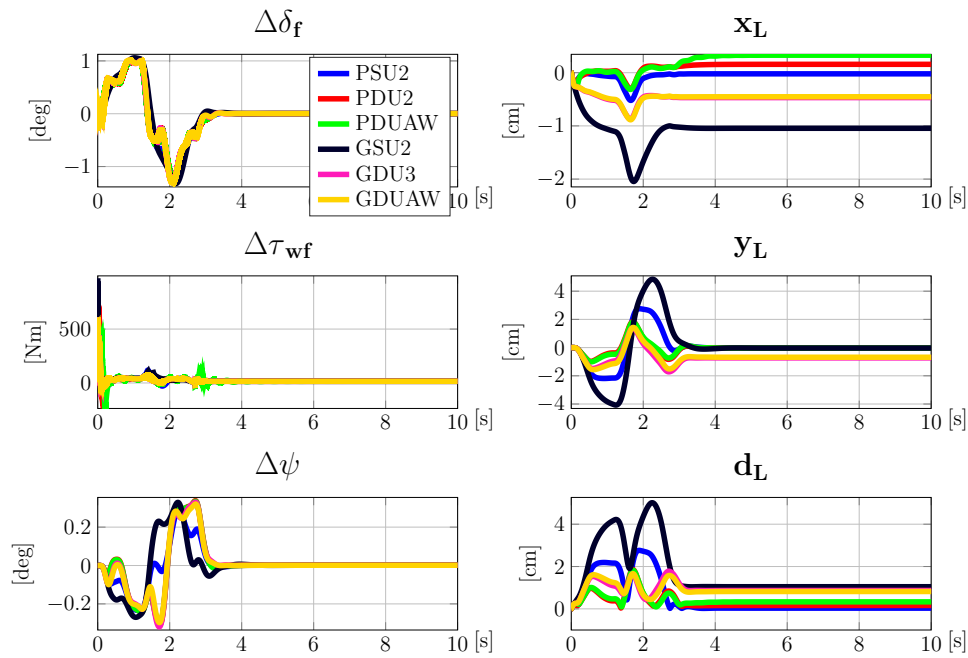 Δδf
xL
1
0
−1
[deg]
PSU2
PDU2
PDUAW
GSU2
GDU3
GDUAW
0 2 4 6 8 10 [s]
0
−1
−2
[cm]
0 2 4 6 8 10 [s]
Δτwf
yL
500
0
[Nm]
0 2 4 6 8 10 [s]
4
2
0
−2
−4
[cm]
0 2 4 6 8 10 [s]
Δψ
dL
0.2
0
−0.2
[deg]
0 2 4 6 8 10 [s]
4
2
0
[cm]
0 2 4 6 8 10 [s]